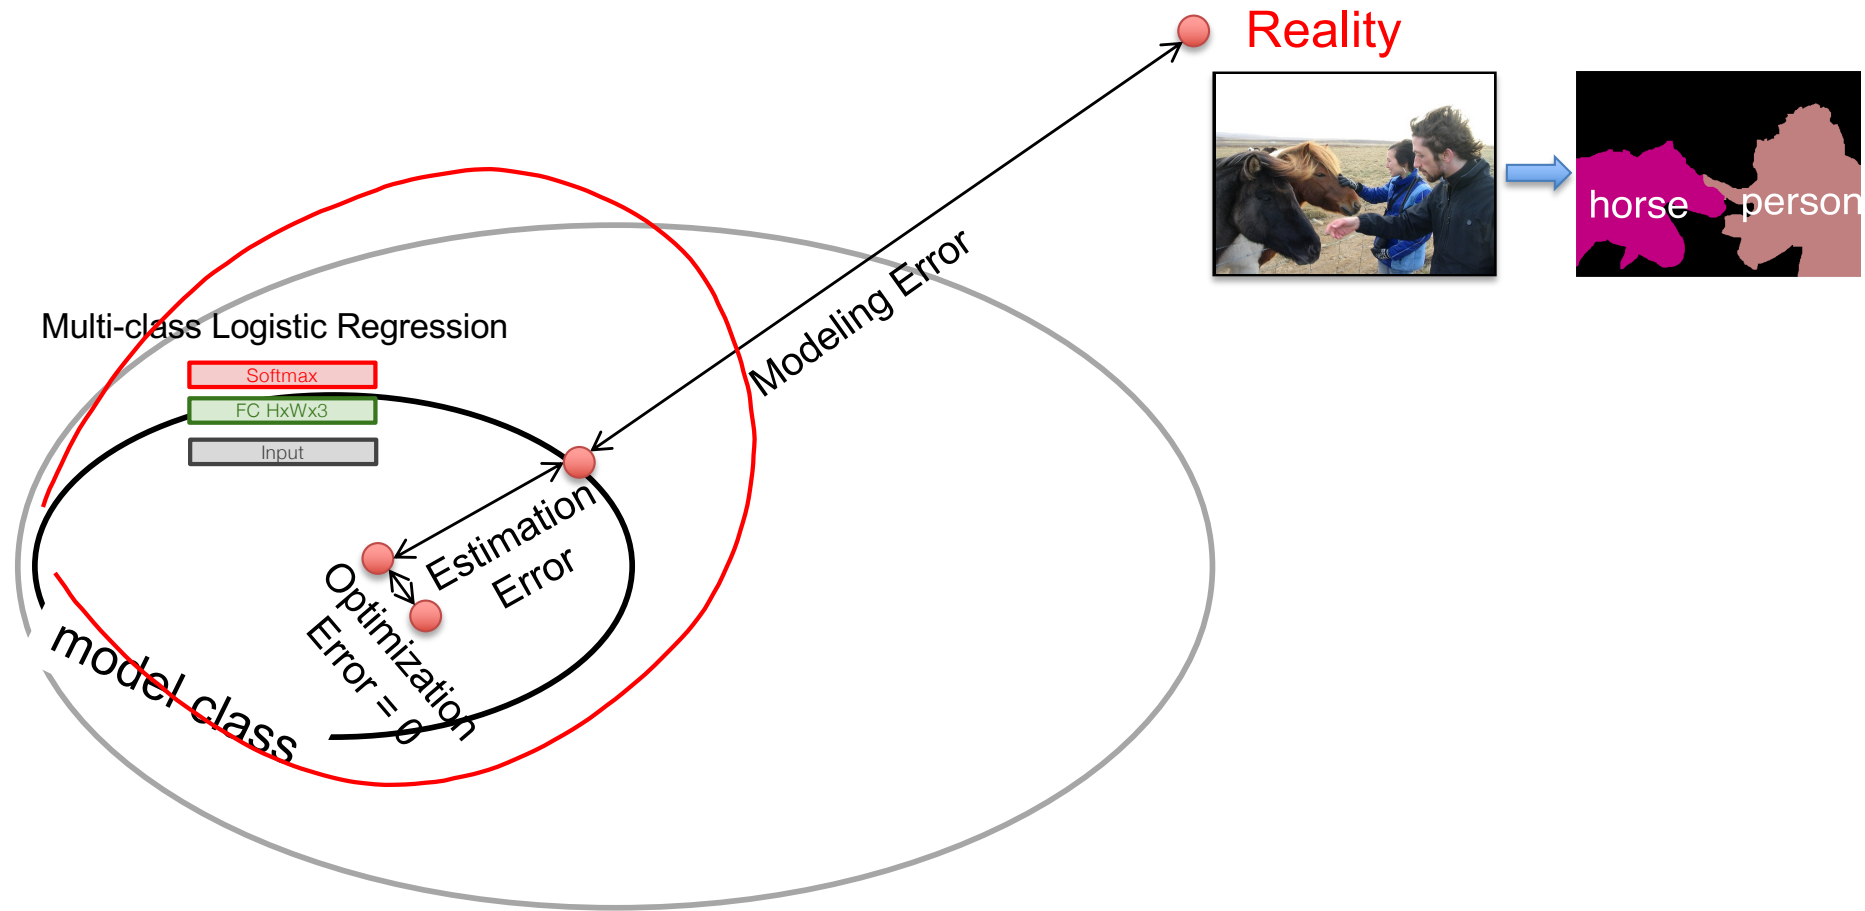 Reality
horse
person
Modeling Error
Multi-class Logistic Regression
Softmax
FC HxWx3
Input
Estimation
Error
Optimization
Error = 0
model class